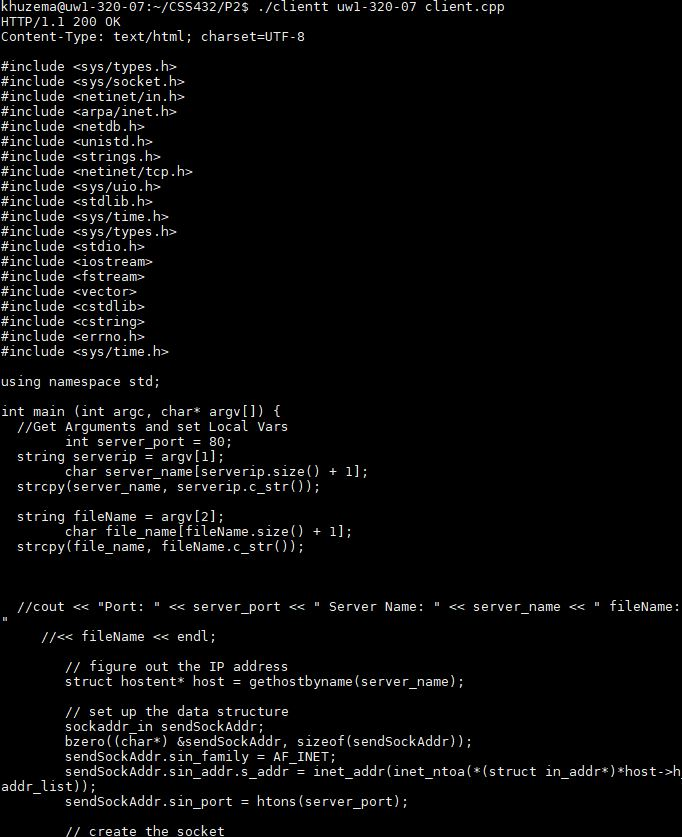 khuzema@uw1-320-07:~/CSS432/P2$ ./clientt uw1-320-07 client.cpp
HTTP/1.1 200 OK
Content-Type: text/html; charset=UTF-8

#include <sys/types.h>
#include <sys/socket.h>
#include <netinet/in.h>
#include <arpa/inet.h>
#include <netdb.h>
#include <unistd.h>
#include <strings.h>
#include <netinet/tcp.h>
#include <sys/uio.h>
#include <stdlib.h>
#include <sys/time.h>
#include <sys/types.h>
#include <stdio.h>
#include <iostream>
#include <fstream>
#include <vector>
#include <cstdlib>
#include <cstring>
#include <errno.h>
#include <sys/time.h>

using namespace std;

int main (int argc, char* argv[]) {
  //Get Arguments and set Local Vars
        int server_port = 80;
  string serverip = argv[1];
        char server_name[serverip.size() + 1];
  strcpy(server_name, serverip.c_str());

  string fileName = argv[2];
        char file_name[fileName.size() + 1];
  strcpy(file_name, fileName.c_str());

  //cout << "Port: " << server_port << " Server Name: " << server_name << " fileName:
"
     //<< fileName << endl;

        // figure out the IP address
        struct hostent* host = gethostbyname(server_name);

        // set up the data structure
        sockaddr_in sendSockAddr;
        bzero((char*) &sendSockAddr, sizeof(sendSockAddr));
        sendSockAddr.sin_family = AF_INET;
        sendSockAddr.sin_addr.s_addr = inet_addr(inet_ntoa(*(struct in_addr*)*host->h_
addr_list));
        sendSockAddr.sin_port = htons(server_port);

        // create the socket